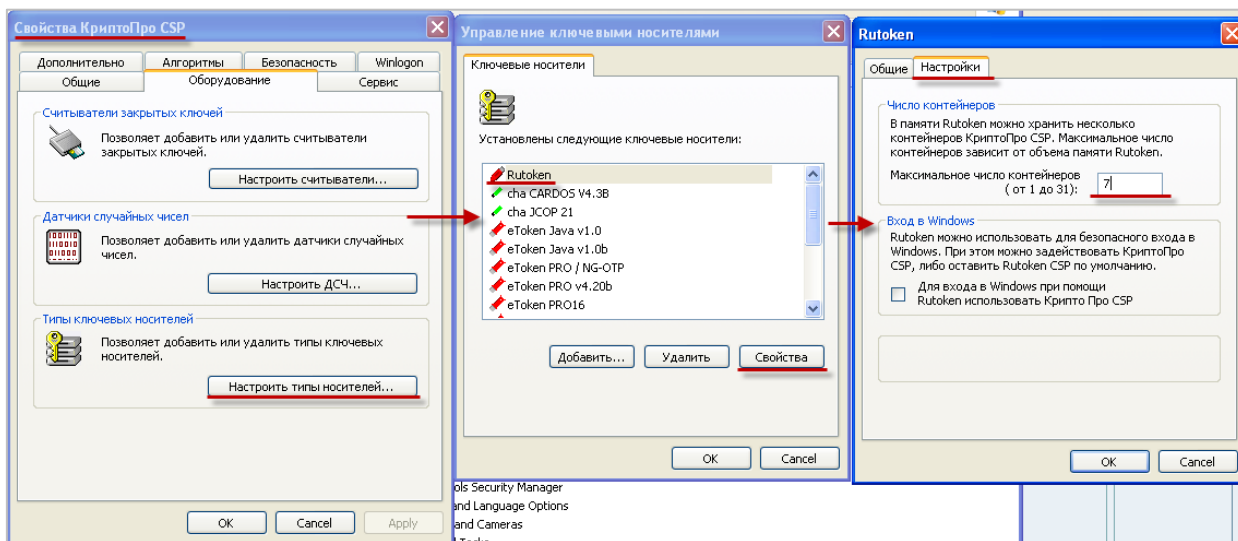 Свойства КриптоПро CSP
Дополнительно
Алгоритмы
Безопасность
Winlogon
Общие
Оборудование
Сервис
Считыватели закрытых ключей
Позволяет добавить или удалить считыватели
закрытых ключей.
Настроить считыватели...
Датчики случайных чисел
Позволяет добавить или удалить датчики случайных
чисел.
Настроить ДСЧ...
Типы ключевых носителей
Позволяет добавить или удалить типы ключевых
носителей.
Настроить типы носителей...
OK
Cancel
Apply
Управление ключевыми носителями
Ключевые носители
Установлены следующие ключевые носители:
Rutoken
cha CARDOS V4.3B
cha JCOP 21
eToken Java v1.0
eToken Java v1.0b
eToken PRO / NG-OTP
eToken PRO v4.20b
eToken PRO16
Добавить...
Удалить
Свойства
OK
Cancel
ols Security Manager
and Language Options
and Cameras
Rutoken
Общие
Настройки
Число контейнеров
В памяти Rutoken можно хранить несколько
контейнеров КриптоПро CSP. Максимальное число
контейнеров зависит от объема памяти Rutoken.
Максимальное число контейнеров
( от 1 до 31):
7
Вход в Windows
Rutoken можно использовать для безопасного входа в
Windows. При этом можно задействовать КриптоПро
CSP, либо оставить Rutoken CSP по умолчанию.
Для входа в Windows при помощи
Rutoken использовать Крипто Про CSP
OK
Cancel